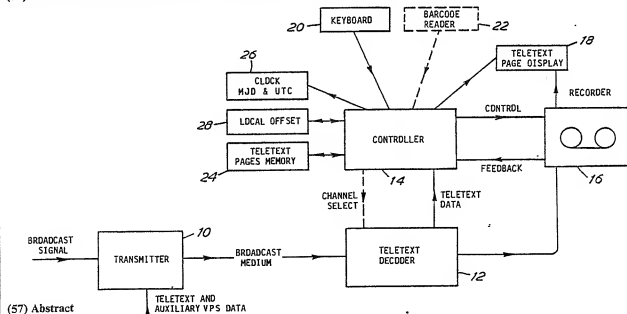 20
KEYBOARD
BARCODE
READER
22
26
CLOCK
MJD & UTC
TELETEXT
PAGE DISPLAY
18
28
LOCAL OFFSET
CONTROLLER
CONTROL
RECORDER
24
TELETEXT
PAGES MEMORY
14
FEEDBACK
16
CHANNEL
SELECT
TELETEXT
DATA
BROADCAST
SIGNAL
10
TRANSMITTER
BROADCAST
MEDIUM
TELETEXT
DECODER
12
TELETEXT AND
AUXILIARY VPS DATA
(57) Abstract